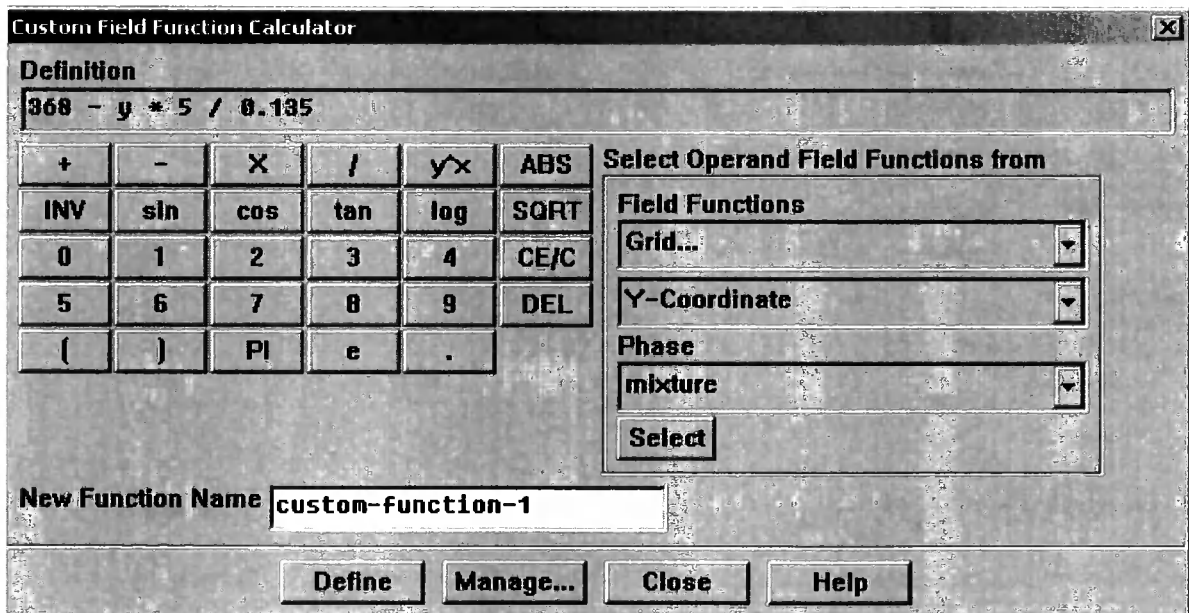 Custom Field Function Calculator
Definition
368 - y * 5 / 0.135
+ - X / y^x ABS
INV sin cos tan log SQRT
0 1 2 3 4 CE/C
5 6 7 8 9 DEL
( ) PI e .
Select Operand Field Functions from
Field Functions
Grid...
Y-Coordinate
Phase
mixture
Select
New Function Name custom-function-1
Define Manage... Close Help